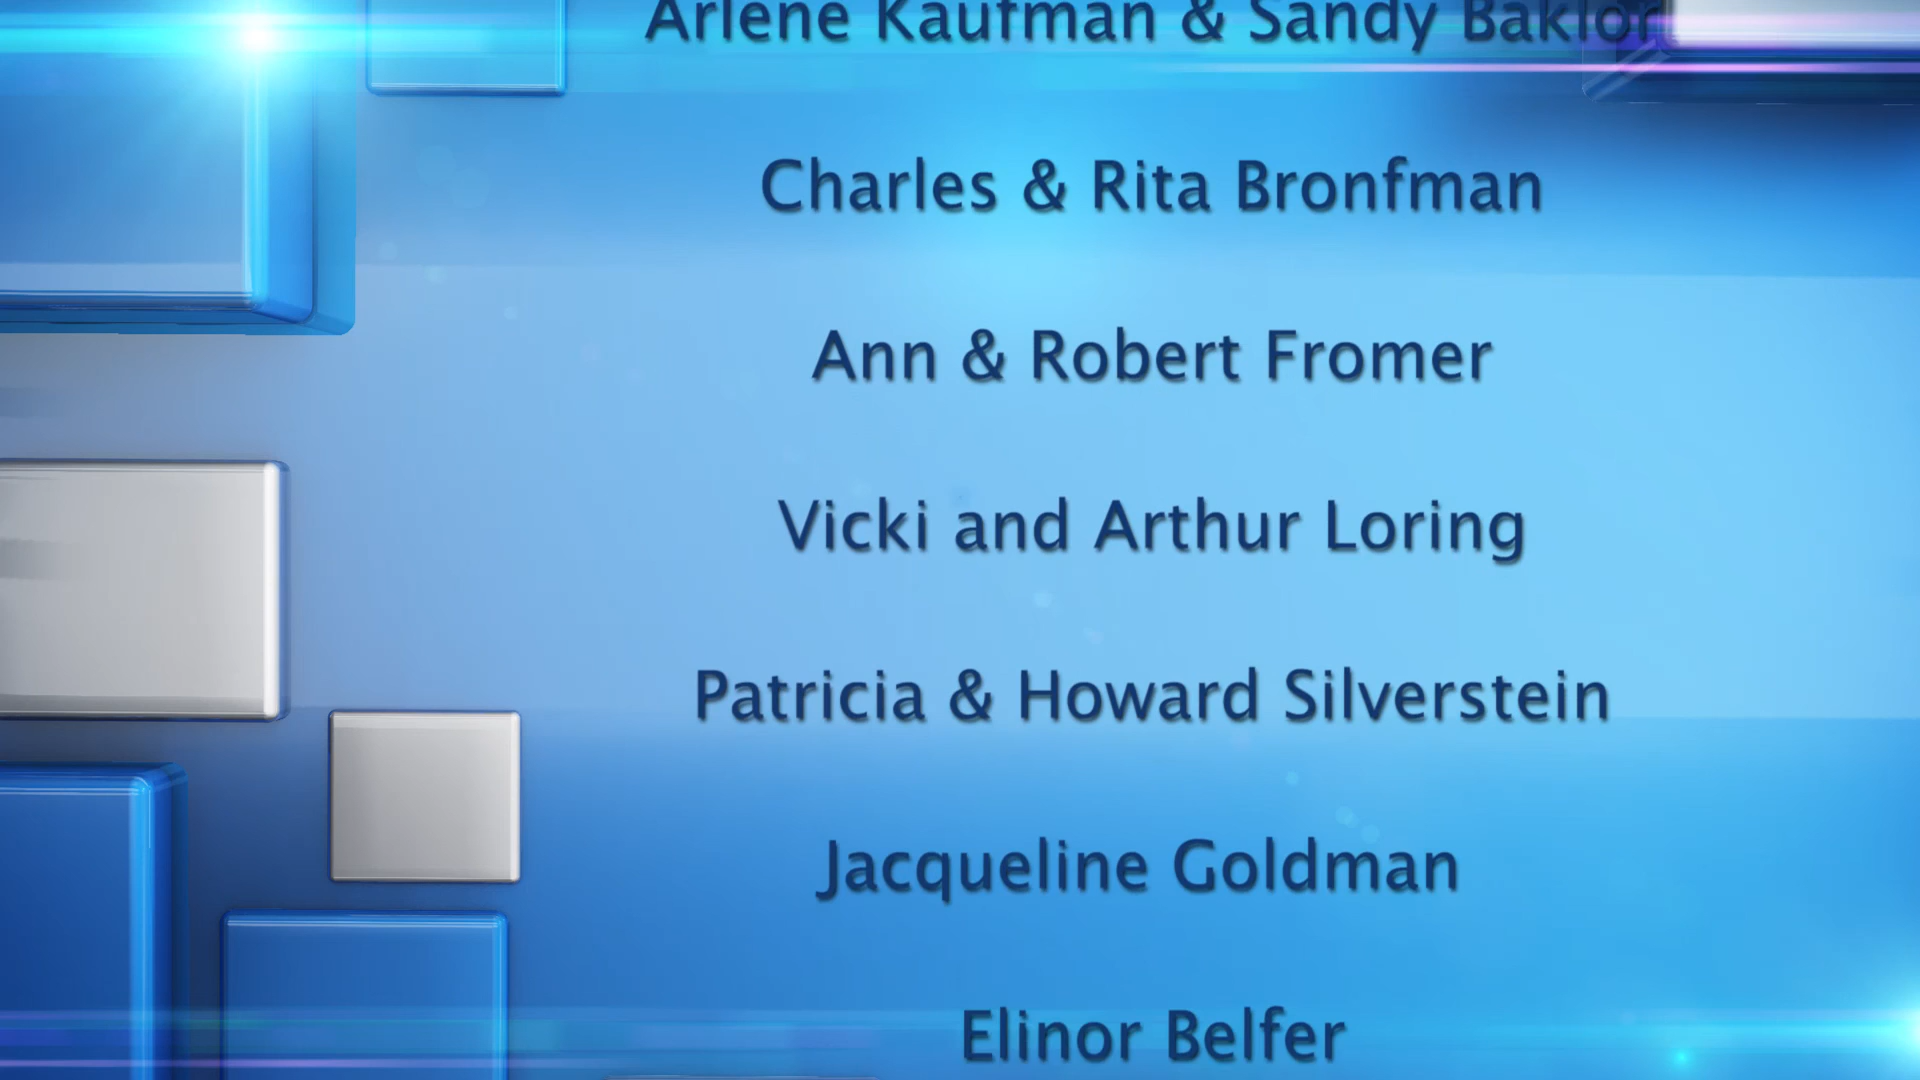 Arlene Kaufman & Sandy Baklor
Charles & Rita Bronfman
Ann & Robert Fromer
Vicki and Arthur Loring
Patricia & Howard Silverstein
Jacqueline Goldman
Elinor Belfer